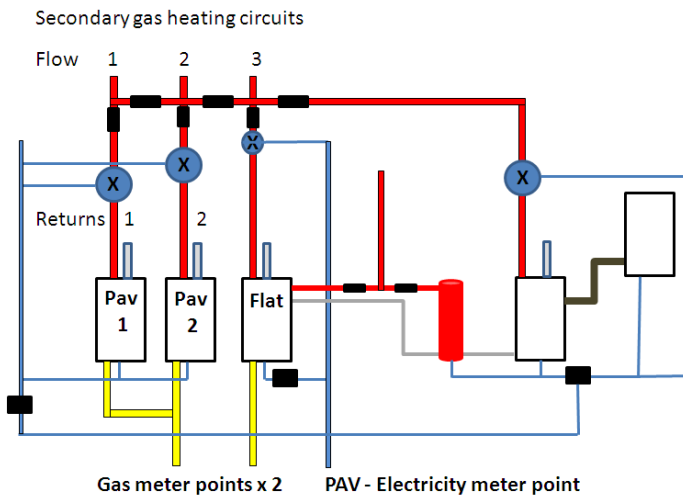 Secondary gas heating circuits
Flow 1 2 3
X
X
X
X
Returns 1 2
Pav 1
Pav 2
Flat
Gas meter points x 2
PAV - Electricity meter point